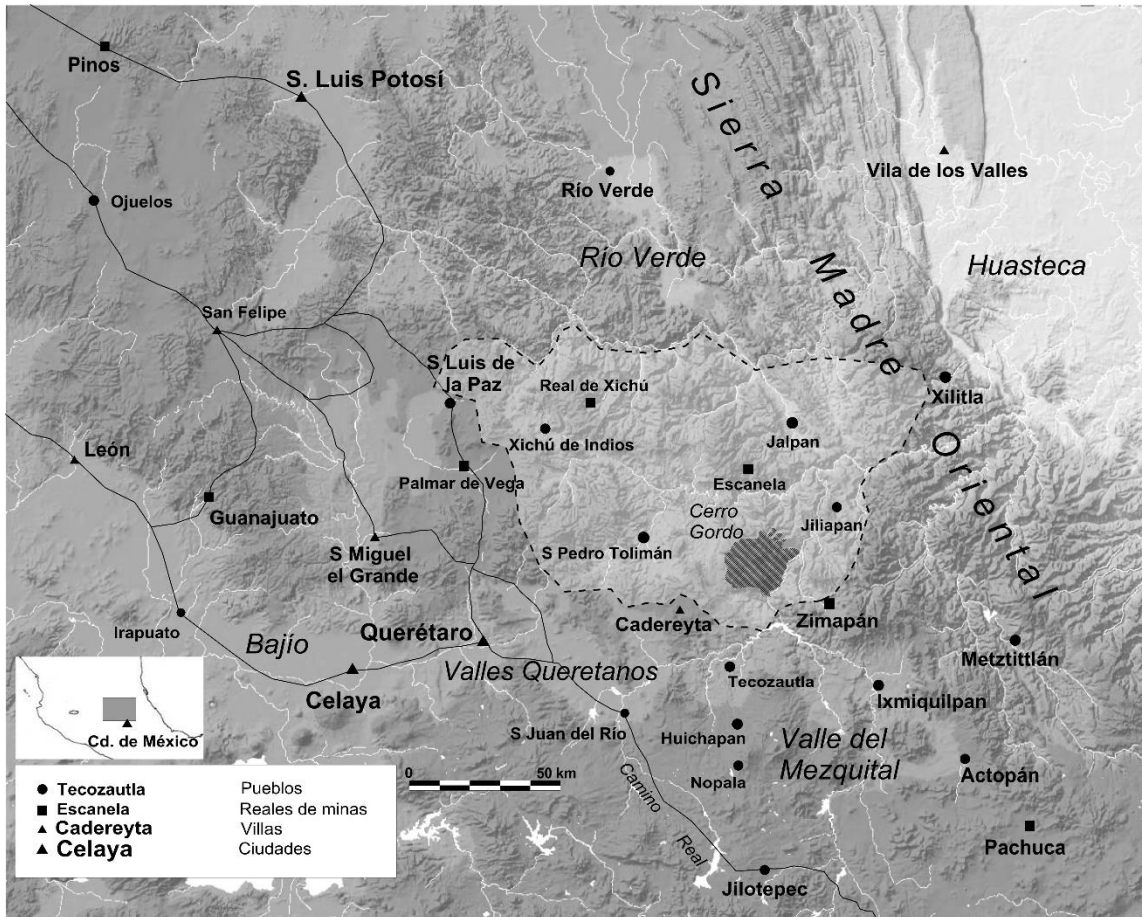 Pinos
S. Luis Potosí
Sierra
Madre
Oriental
Vila de los Valles
Río Verde
Ojuelos
Río Verde
Huasteca
San Felipe
S Luis de
la Paz
Real de Xichú
Xilitla
Xichú de Indios
Jalpan
León
Palmar de Vega
Escanela
Guanajuato
Cerro
Gordo
Jiliapan
S Miguel
el Grande
S Pedro Tolimán
Irapuato
Bajío
Querétaro
Cadereyta
Zimapán
Metztittlán
Valles Queretanos
Celaya
Tecozautla
Ixmiquilpan
S Juan del Río
Huichapan
Valle del
Mezquital
Nopala
Actopán
Cd. de México
0
50 km
Camino
Real
Pachuca
Jilotepec
Tecozautla Pueblos
Escanela Reales de minas
Cadereyta Villas
Celaya Ciudades